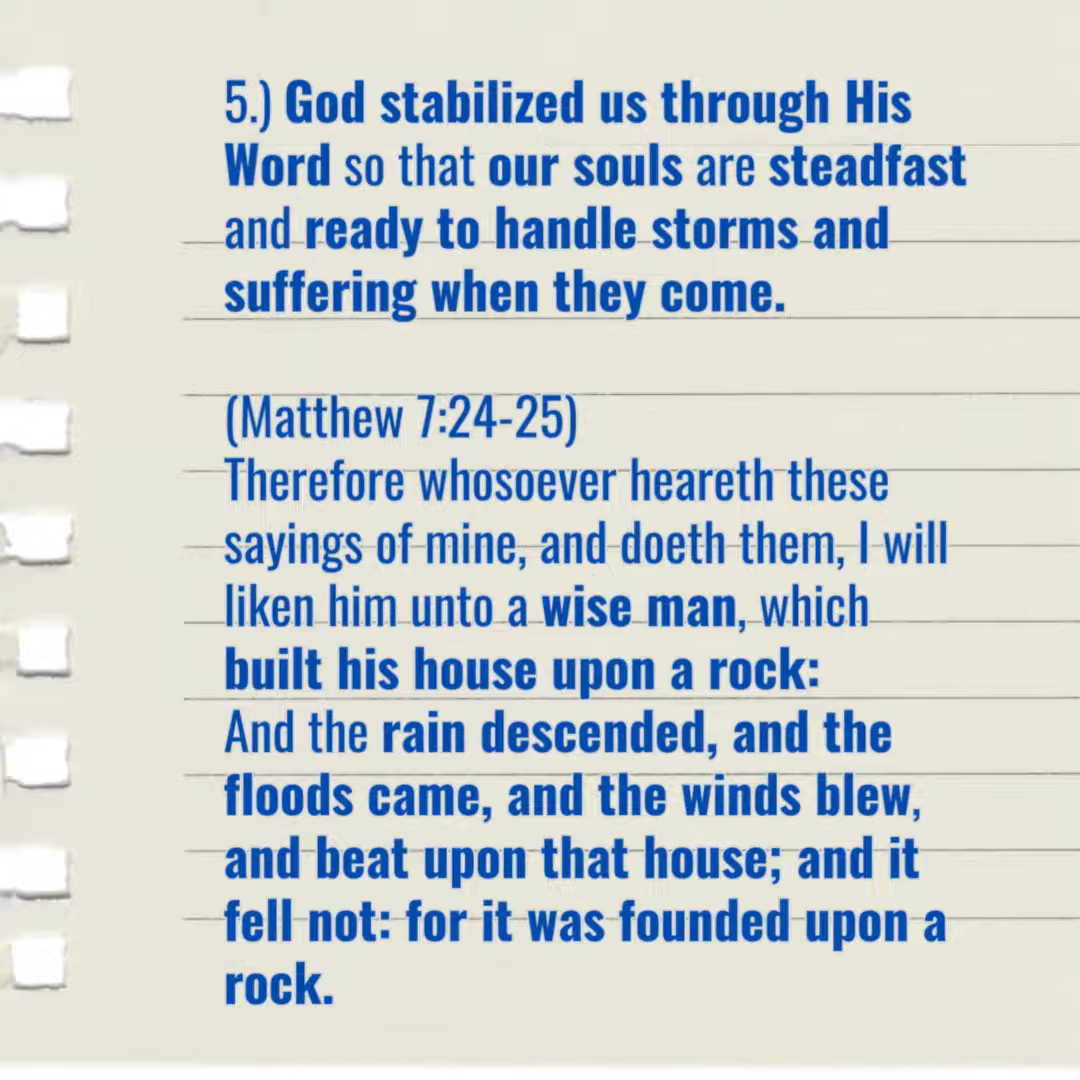 5.) God stabilized us through His
Word so that our souls are steadfast
and ready to handle storms and
suffering when they come.
(Matthew 7:24-25)
Therefore whosoever heareth these
sayings of mine, and doeth them, I will
liken him unto a wise man, which
built his house upon a rock:
And the rain descended, and the
floods came, and the winds blew,
and beat upon that house; and it
fell not: for it was founded upon a
rock.